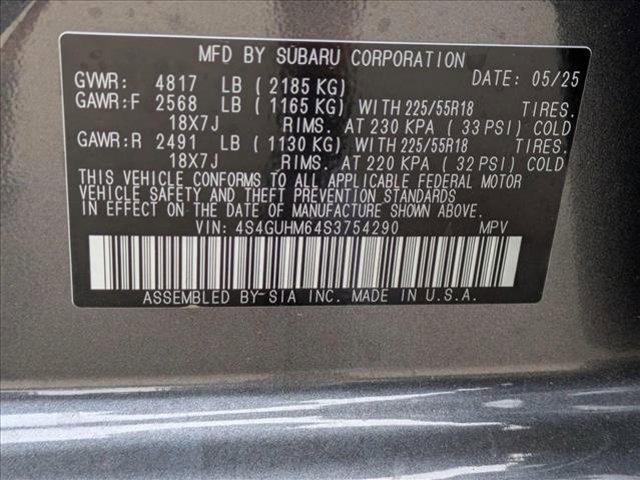 MFD BY SUBARU CORPORATION
DATE: 05/25
GVWR: 4817 LB ( 2185 KG)
GAWR:F 2568 LB ( 1165 KG) WITH 225/55R18 TIRES.
18X7J RIMS. AT 230 KPA ( 33 PSI) COLD
GAWR:R 2491 LB ( 1130 KG) WITH 225/55R18 TIRES.
18X7J RIMS. AT 220 KPA ( 32 PSI) COLD
THIS VEHICLE CONFORMS TO ALL APPLICABLE FEDERAL MOTOR
VEHICLE SAFETY AND THEFT PREVENTION STANDARDS
IN EFFECT ON THE DATE OF MANUFACTURE SHOWN ABOVE.
VIN: 4S4GUHM64S3754290 MPV
ASSEMBLED BY SIA INC. MADE IN U.S.A.